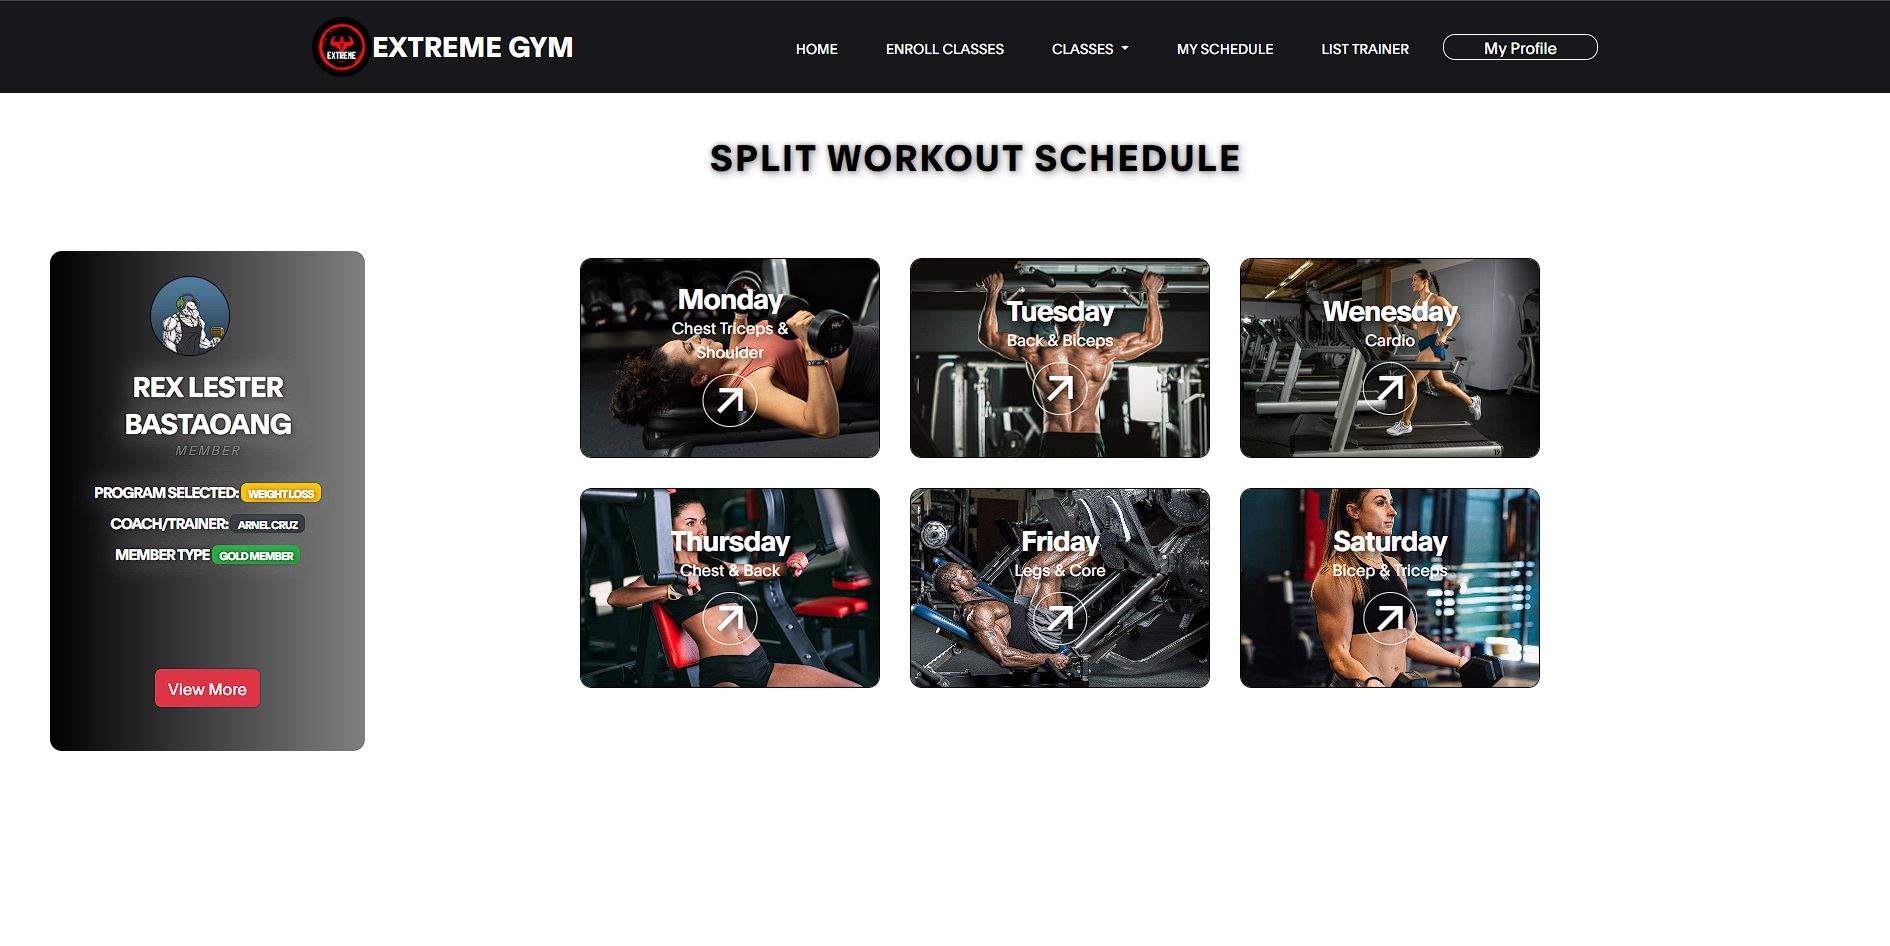 EXTREME
EXTREME GYM
HOME
ENROLL CLASSES
CLASSES
MY SCHEDULE
LIST TRAINER
My Profile
SPLIT WORKOUT SCHEDULE
REX LESTER
BASTAOANG
MEMBER
PROGRAM SELECTED: WEIGHT LOSS
COACH/TRAINER: ARNEL CRUZ
MEMBER TYPE GOLD MEMBER
View More
Monday
Chest Triceps &
Shoulder
Tuesday
Back & Biceps
Wenesday
Cardio
Thursday
Chest & Back
Friday
Legs & Core
Saturday
Bicep & Triceps